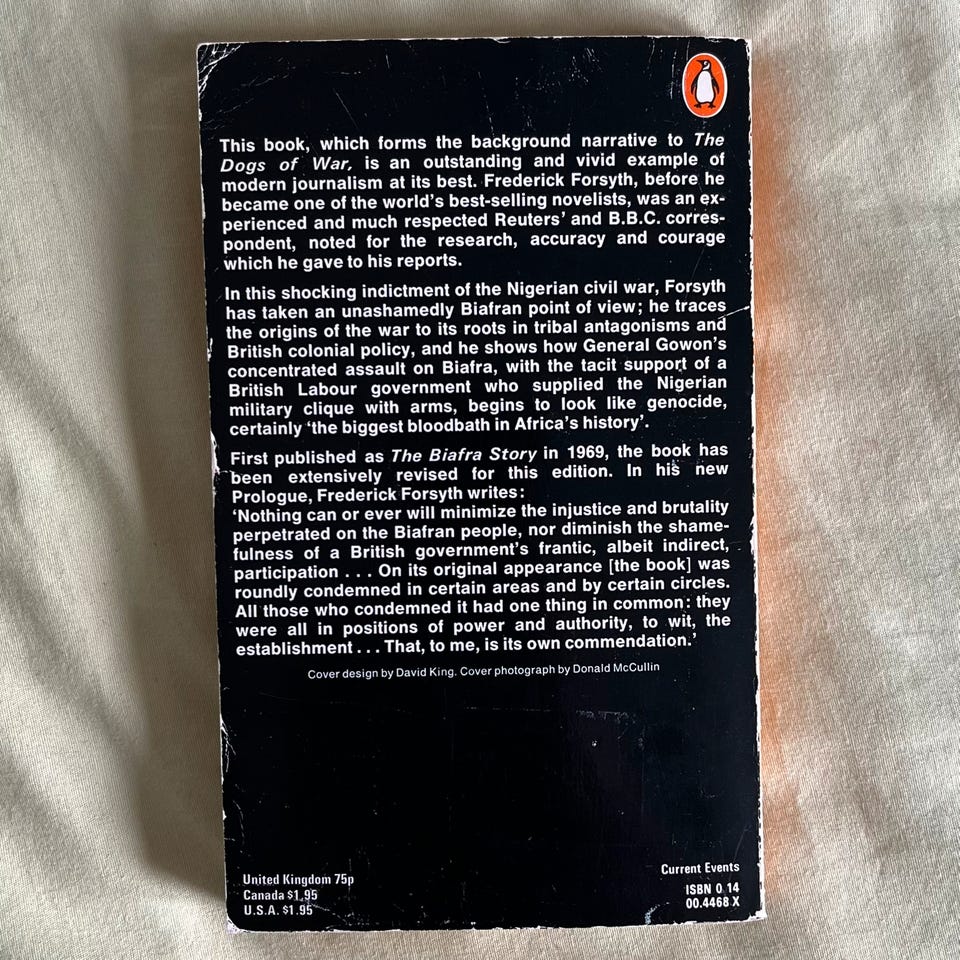 This book, which forms the background narrative to The
Dogs of War, is an outstanding and vivid example of
modern journalism at its best. Frederick Forsyth, before he
became one of the world's best-selling novelists, was an ex-
perienced and much respected Reuters' and B.B.C. corres-
pondent, noted for the research, accuracy and courage
which he gave to his reports.
In this shocking indictment of the Nigerian civil war, Forsyth
has taken an unashamedly Biafran point of view; he traces
the origins of the war to its roots in tribal antagonisms and
British colonial policy, and he shows how General Gowon's
concentrated assault on Biafra, with the tacit support of a
British Labour government who supplied the Nigerian
military clique with arms, begins to look like genocide,
certainly 'the biggest bloodbath in Africa's history'.
First published as The Biafra Story in 1969, the book has
been extensively revised for this edition. In his new
Prologue, Frederick Forsyth writes:
'Nothing can or ever will minimize the injustice and brutality
perpetrated on the Biafran people, nor diminish the shame-
fulness of a British government's frantic, albeit indirect,
participation . . . On its original appearance [the book] was
roundly condemned in certain areas and by certain circles.
All those who condemned it had one thing in common: they
were all in positions of power and authority, to wit, the
establishment . . . That, to me, is its own commendation.'
Cover design by David King. Cover photograph by Donald McCullin
United Kingdom 75p
Canada $1.95
U.S.A. $1.95
Current Events
ISBN 0 14
00.4468 X